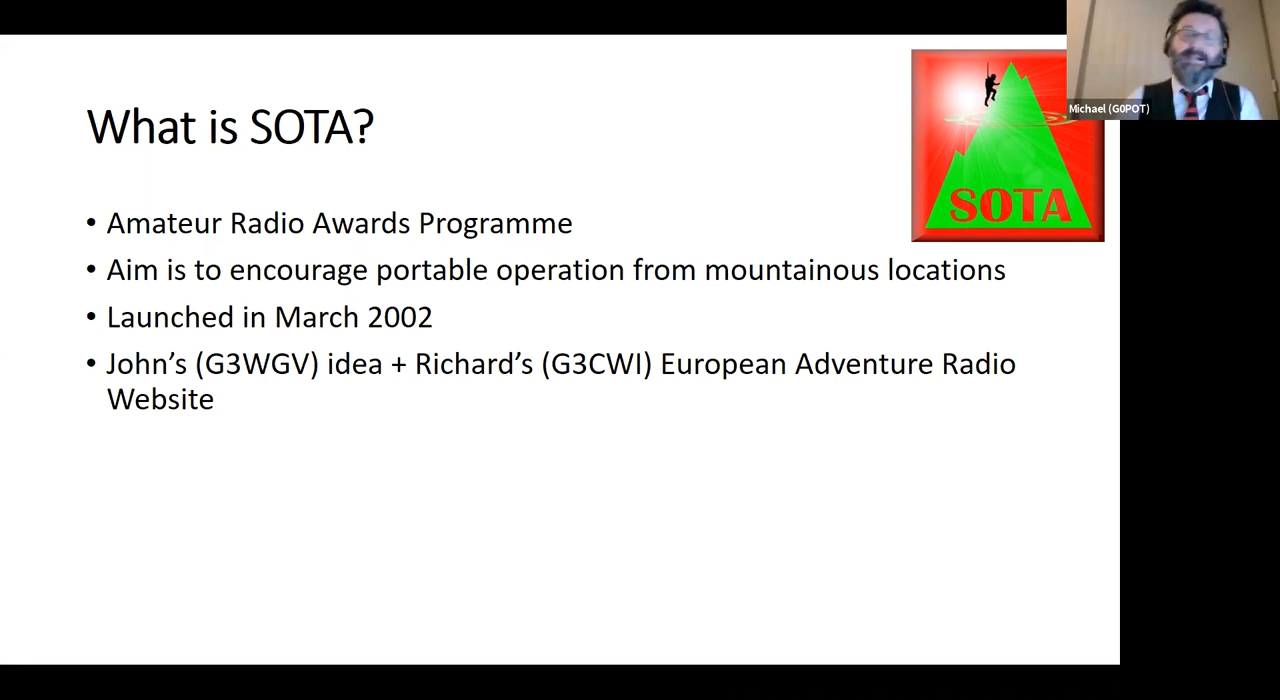 What is SOTA?
• Amateur Radio Awards Programme
• Aim is to encourage portable operation from mountainous locations
• Launched in March 2002
• John’s (G3WGV) idea + Richard’s (G3CWI) European Adventure Radio
Website
SOTA
Michael (G0POT)